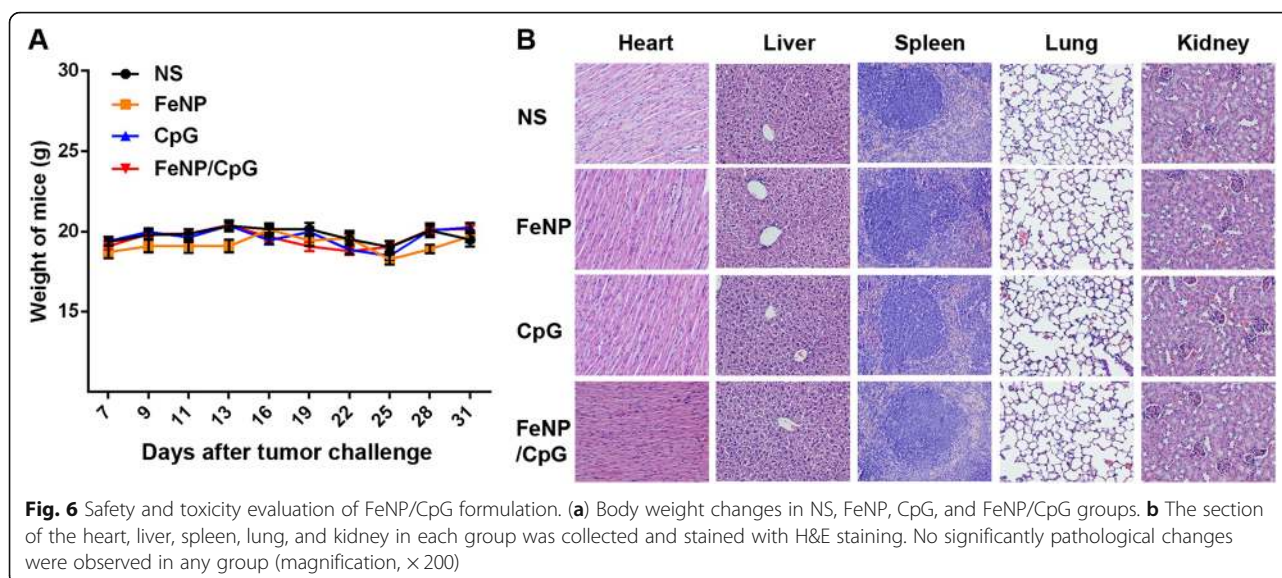 A
Weight of mice (g)
30
25
20
15
NS
FeNP
CpG
FeNP/CpG
7 9 11 13 16 19 22 25 28 31
Days after tumor challenge
B
Heart Liver Spleen Lung Kidney
NS
FeNP
CpG
FeNP
/CpG
Fig. 6 Safety and toxicity evaluation of FeNP/CpG formulation. (a) Body weight changes in NS, FeNP, CpG, and FeNP/CpG groups. b The section
of the heart, liver, spleen, lung, and kidney in each group was collected and stained with H&E staining. No significantly pathological changes
were observed in any group (magnification, × 200)